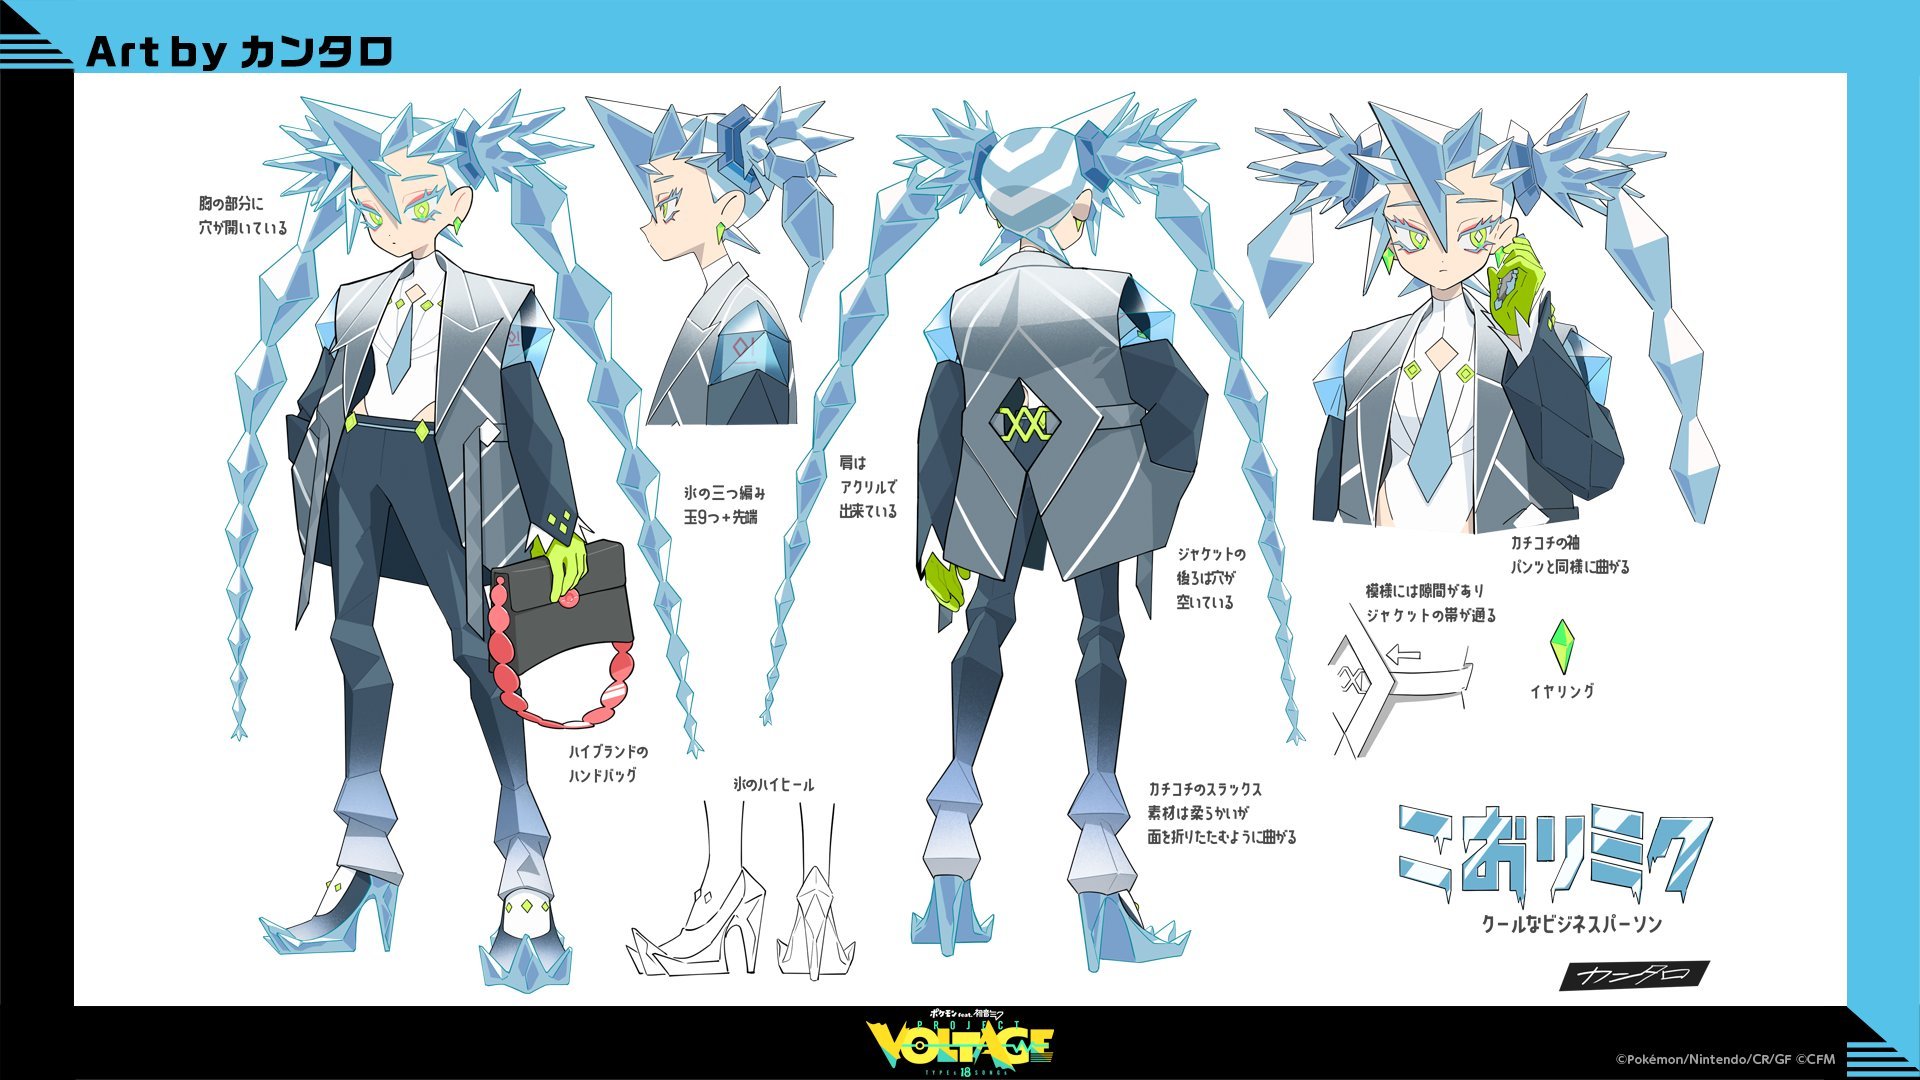 Art by カンタロ
胸の部分に
穴が開いている
氷の三つ編み
玉9つ+先端
肩は
アクリルで
出来ている
ジャケットの
後ろは穴が
空いている
カチコチの袖
パンツと同様に曲がる
模様には隙間があり
ジャケットの帯が通る
イヤリング
ハイブランドの
ハンドバッグ
氷のハイヒール
カチコチのスラックス
素材は柔らかいが
面を折りたたむように曲がる
こおりミク
クールなビジネスパーソン
カンタロ
01
ポケモン feat. 初音ミク
PROJECT
VOLTAGE
18 TYPES/SONGS
©Pokémon/Nintendo/CR/GF ©CFM